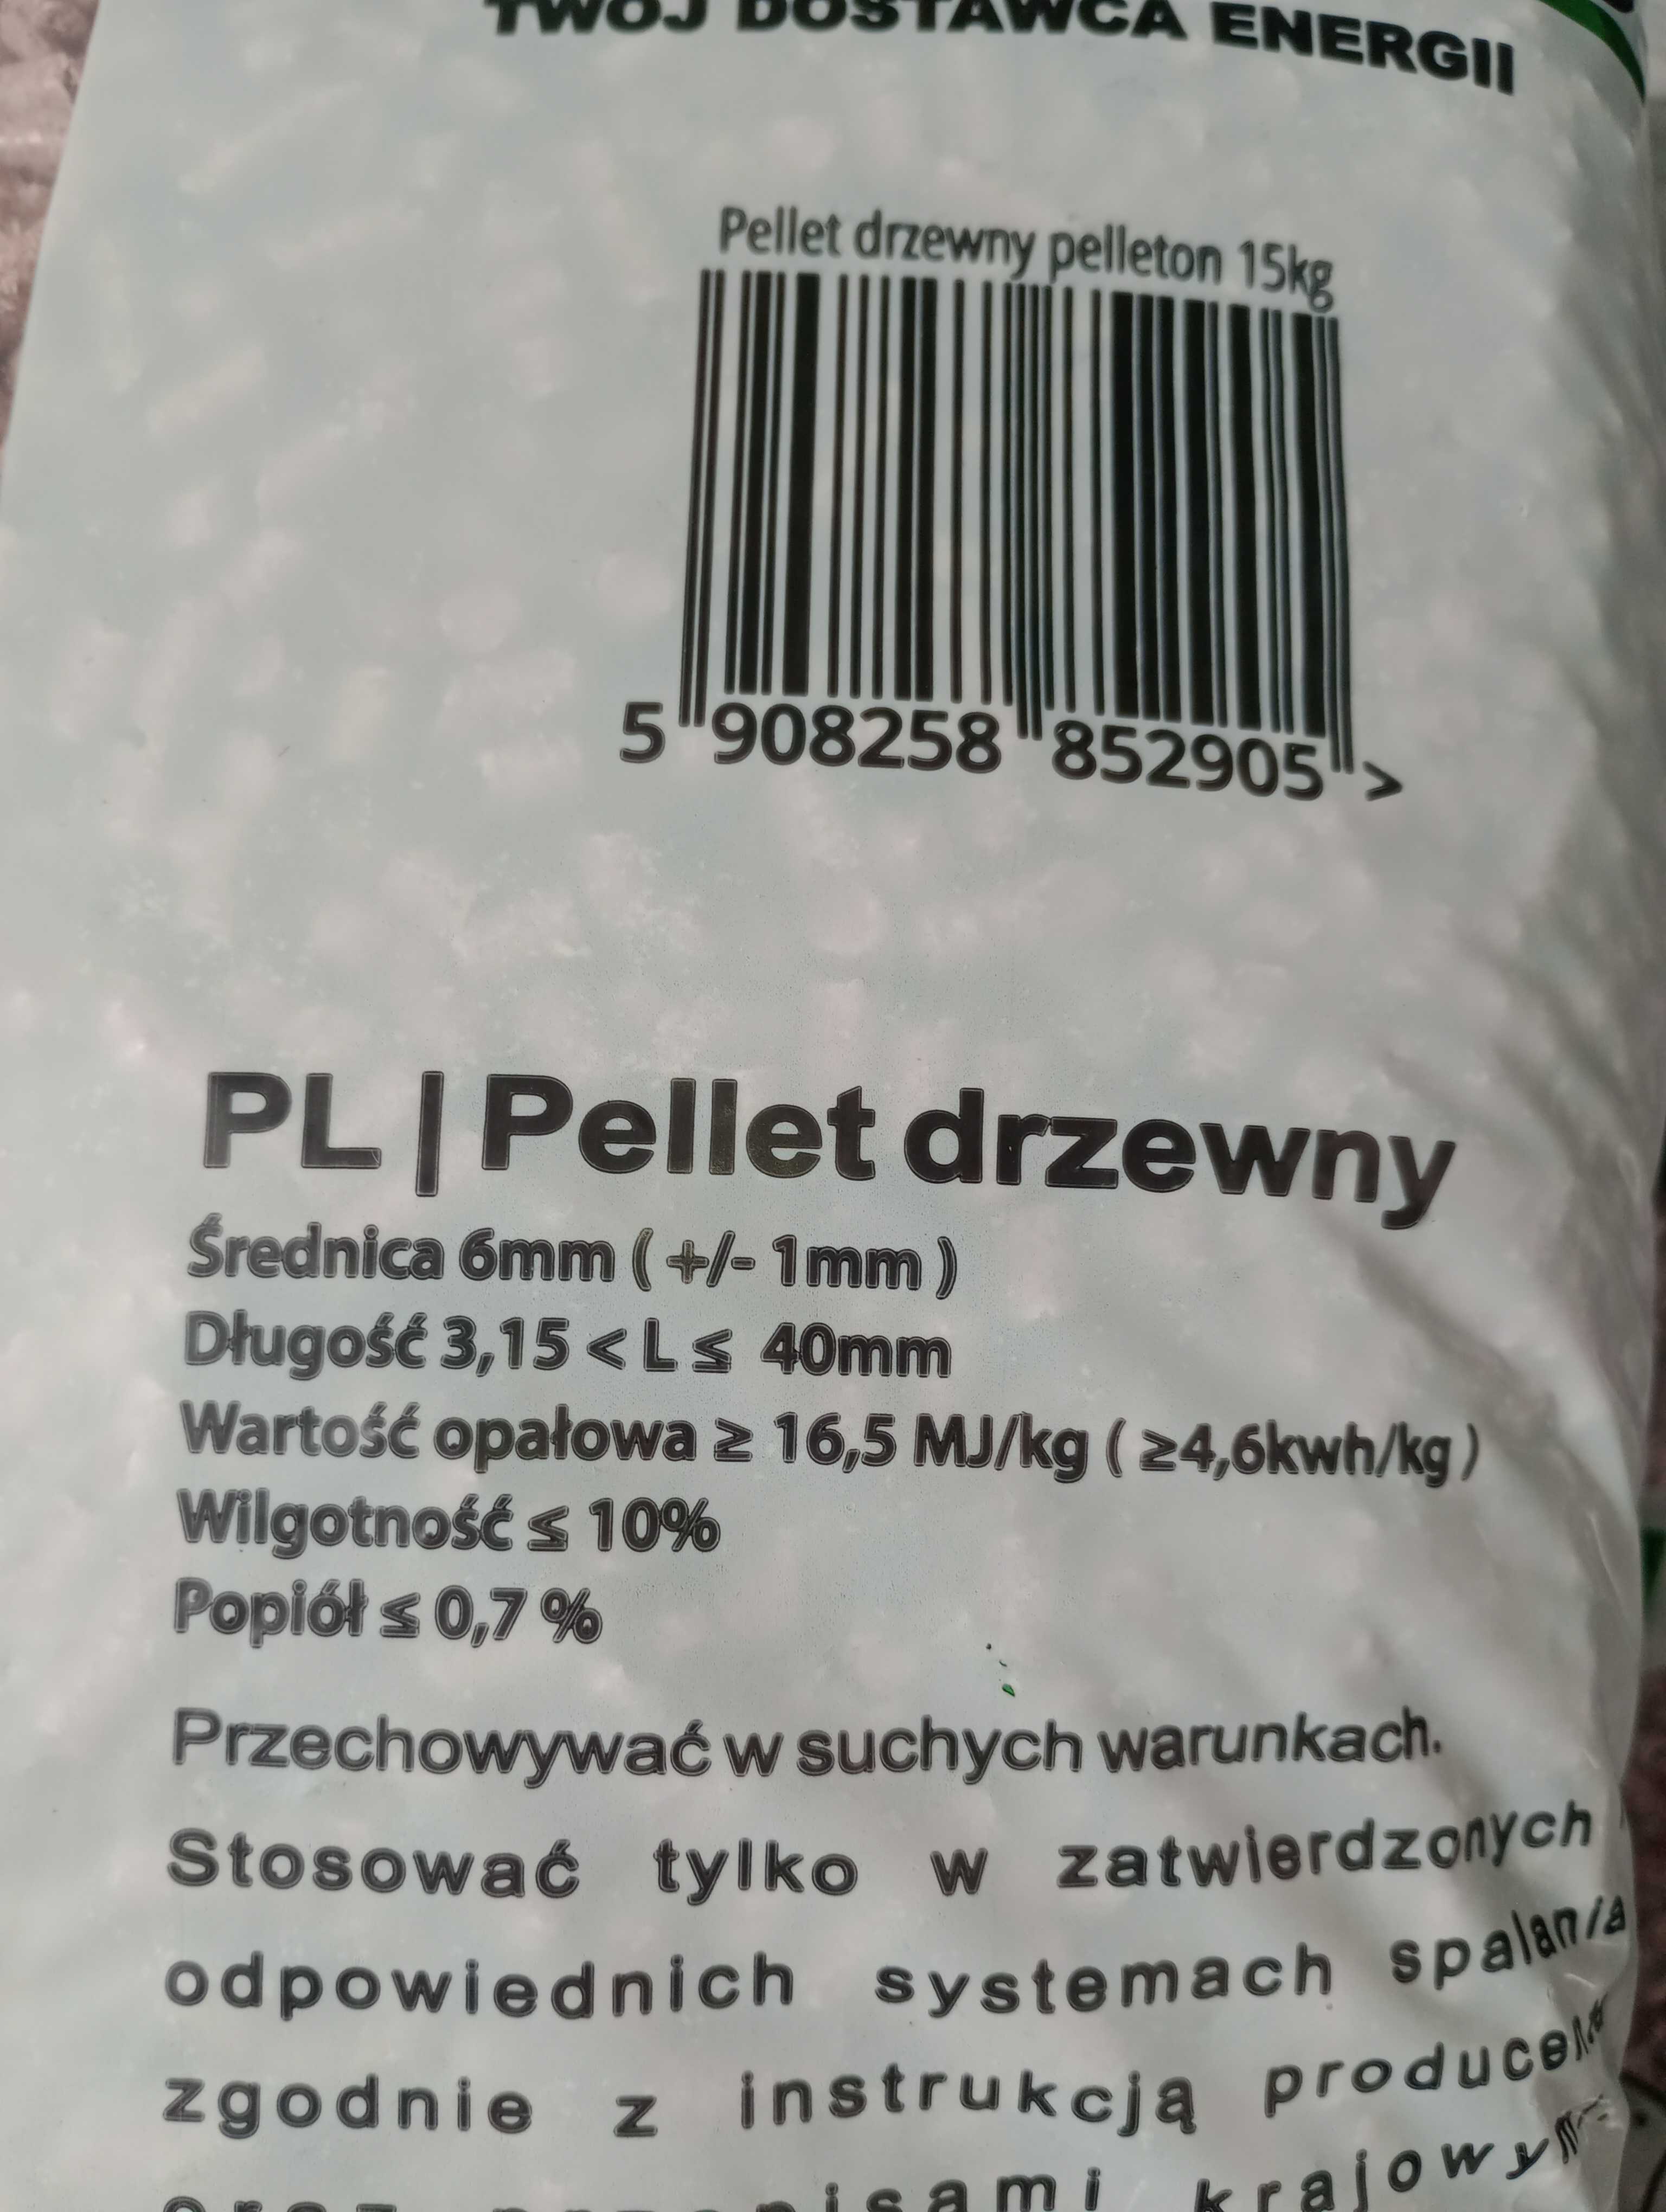 TWÓJ DOSTAWCA ENERGII
Pellet drzewny pelleton 15kg
5 908258 852905 >
PL | Pellet drzewny
Średnica 6mm ( +/- 1mm )
Długość 3,15 < L ≤ 40mm
Wartość opałowa ≥ 16,5 MJ/kg ( ≥4,6kwh/kg )
Wilgotność ≤ 10%
Popiół ≤ 0,7 %
Przechowywać w suchych warunkach.
Stosować tylko w zatwierdzonych
odpowiednich systemach spalania
zgodnie z instrukcją